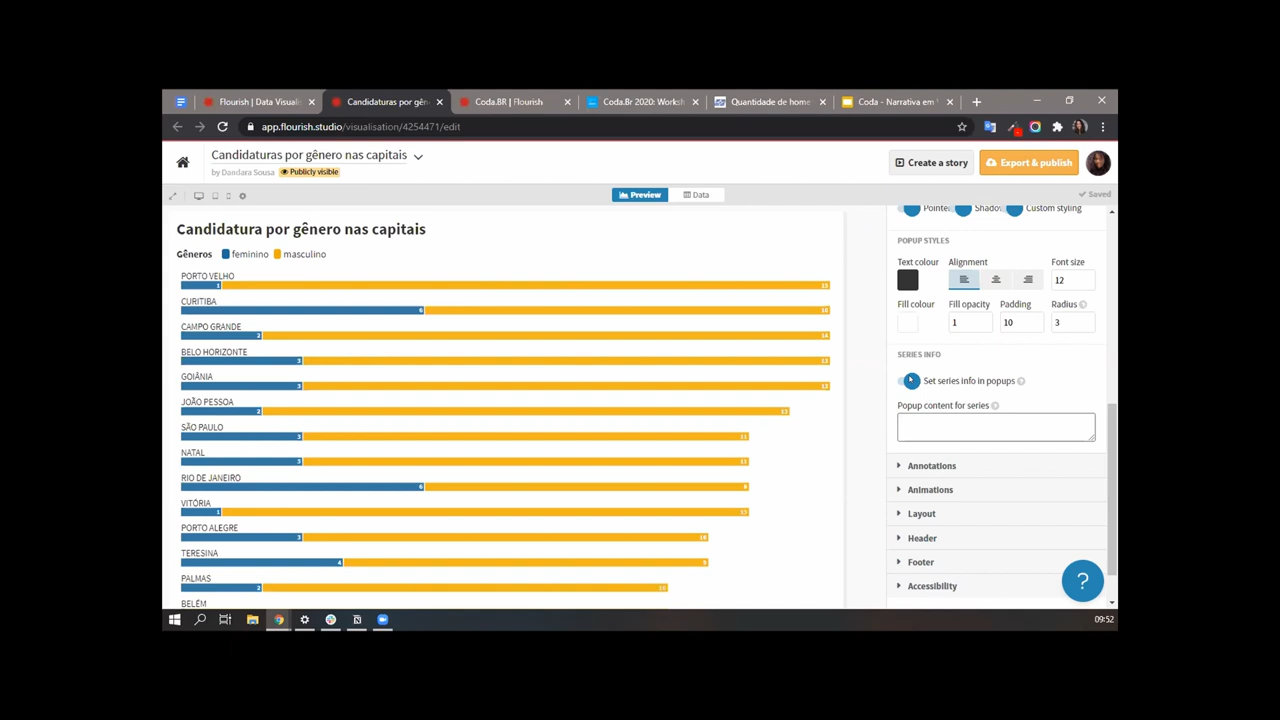 Flourish | Data Visualis
Candidaturas por gên
Coda.BR | Flourish
Coda.Br 2020: Worksh
Quantidade de home
Coda - Narrativa em
app.flourish.studio/visualisation/4254471/edit
Candidaturas por gênero nas capitais
by Dandara Sousa
Publicly visible
Create a story
Export & publish
Preview
Data
Saved
Candidatura por gênero nas capitais
Gêneros feminino masculino
PORTO VELHO
1 15
CURITIBA
6 10
CAMPO GRANDE
2 14
BELO HORIZONTE
3 13
GOIÂNIA
3 13
JOÃO PESSOA
2 13
SÃO PAULO
3 11
NATAL
3 11
RIO DE JANEIRO
6 8
VITÓRIA
1 13
PORTO ALEGRE
3 10
TERESINA
4 9
PALMAS
2 10
BELÉM
Custom styling
POPUP STYLES
Text colour Alignment Font size
12
Fill colour Fill opacity Padding Radius
1 10 3
SERIES INFO
Set series info in popups
Popup content for series
Annotations
Animations
Layout
Header
Footer
Accessibility
?
09:52